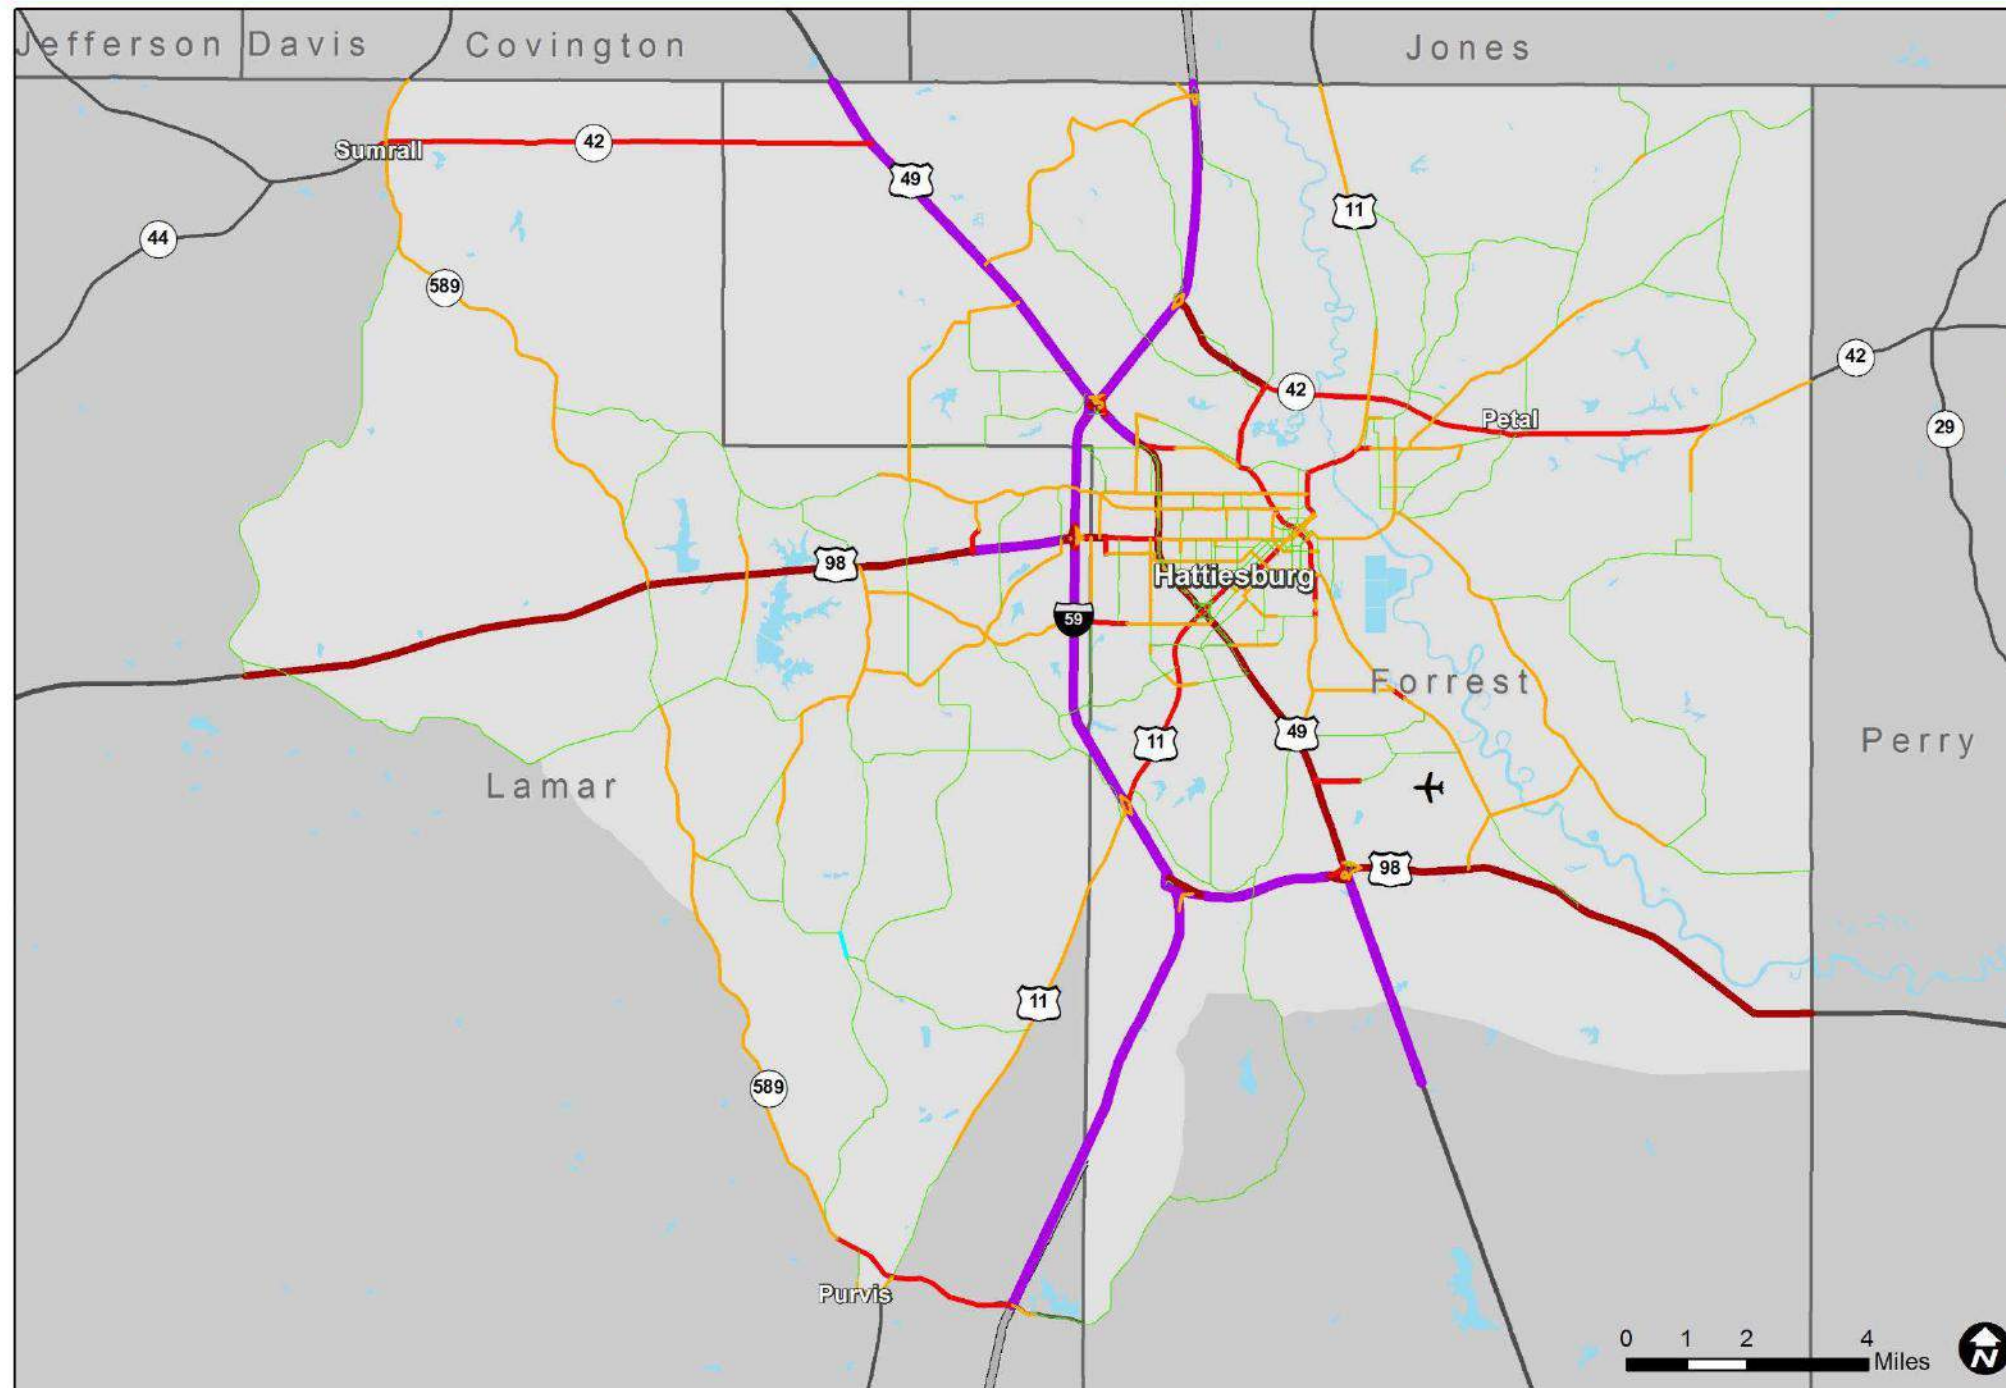 Jefferson Davis
Covington
Jones
Sumrall
42
49
11
44
589
42
42
Petal
29
98
Hattiesburg
59
Forrest
11
49
Perry
Lamar
98
11
589
Purvis
0 1 2 4
Miles
N